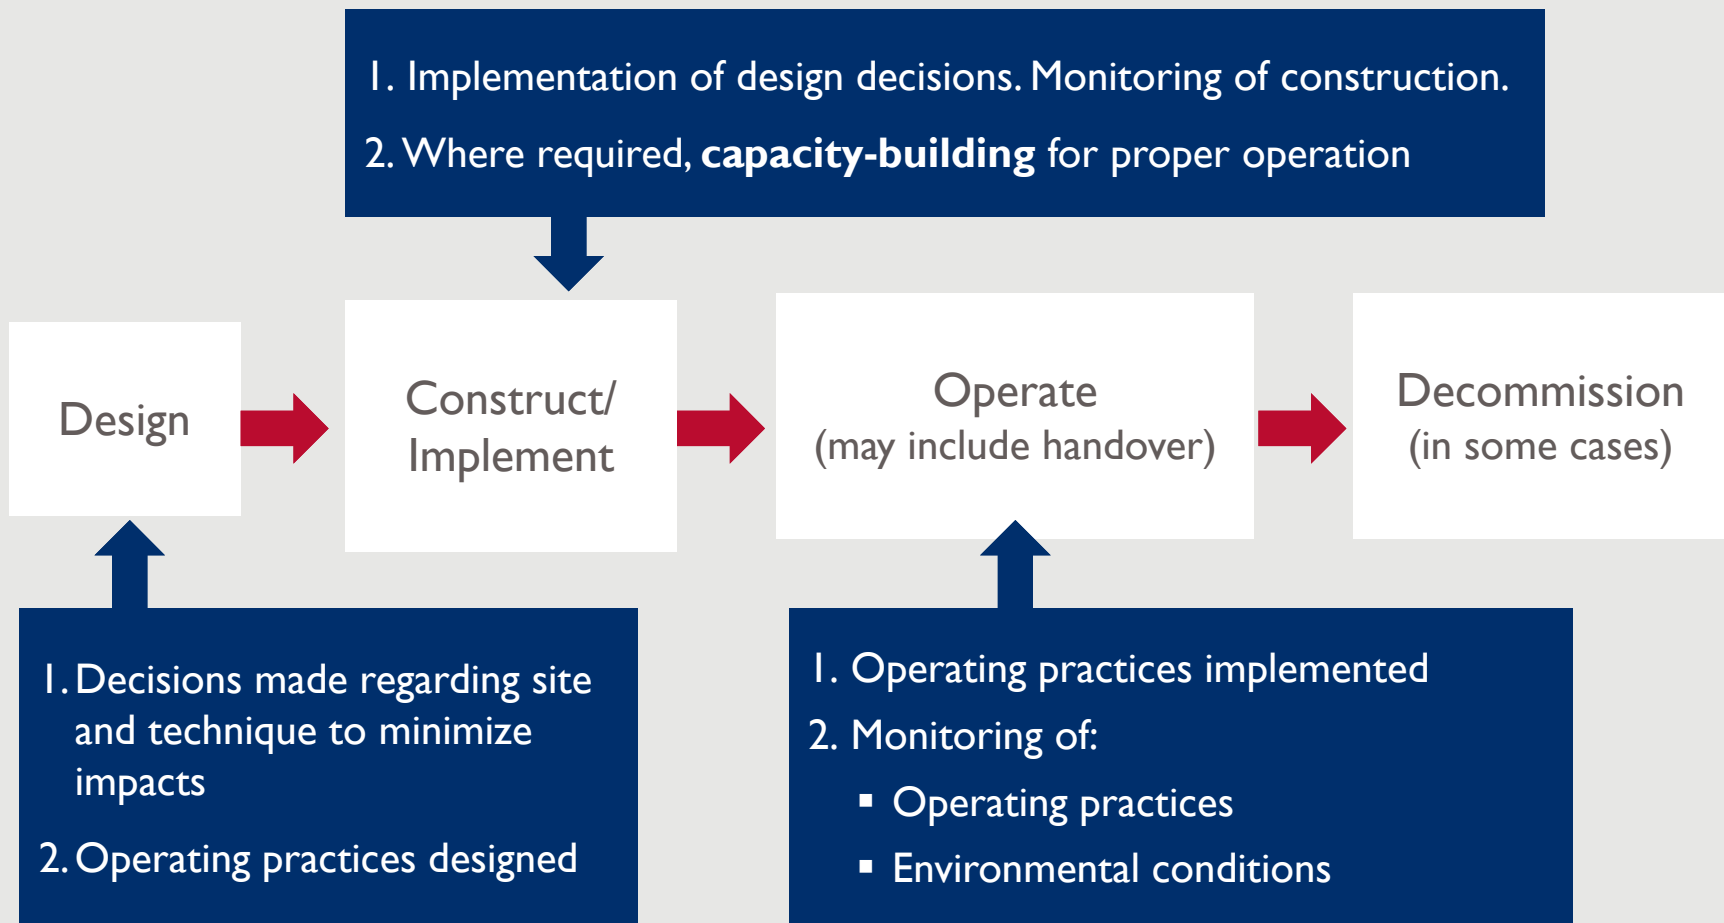 1. Implementation of design decisions. Monitoring of construction.
2. Where required, capacity-building for proper operation
Design
Construct/
Implement
Operate
(may include handover)
Decommission
(in some cases)
1. Decisions made regarding site
and technique to minimize
impacts
2. Operating practices designed
1. Operating practices implemented
2. Monitoring of:
▪ Operating practices
▪ Environmental conditions